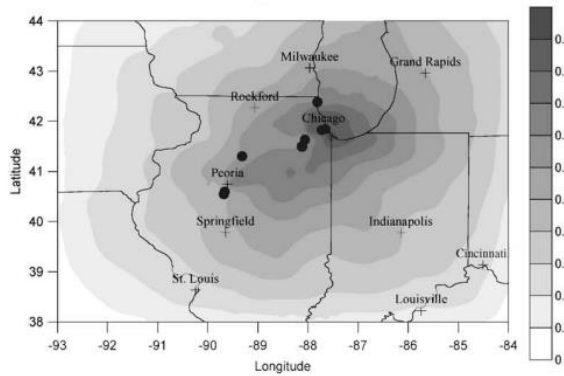 44
43
42
41
40
39
38
Latitude
-93 -92 -91 -90 -89 -88 -87 -86 -85 -84
Longitude
Milwaukee
Grand Rapids
Rockford
Chicago
Peoria
Springfield
Indianapolis
St. Louis
Cincinnati
Louisville
0.
0.
0.
0.
0.
0.
0.
0.
0.
0